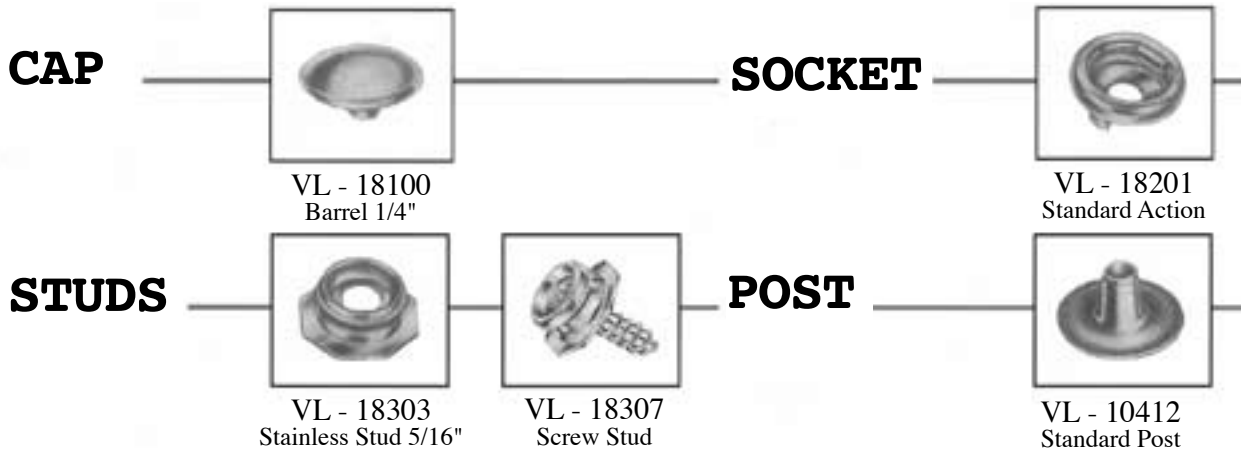 CAP
VL - 18100
Barrel 1/4"
SOCKET
VL - 18201
Standard Action
STUDS
VL - 18303
Stainless Stud 5/16"
VL - 18307
Screw Stud
POST
VL - 10412
Standard Post